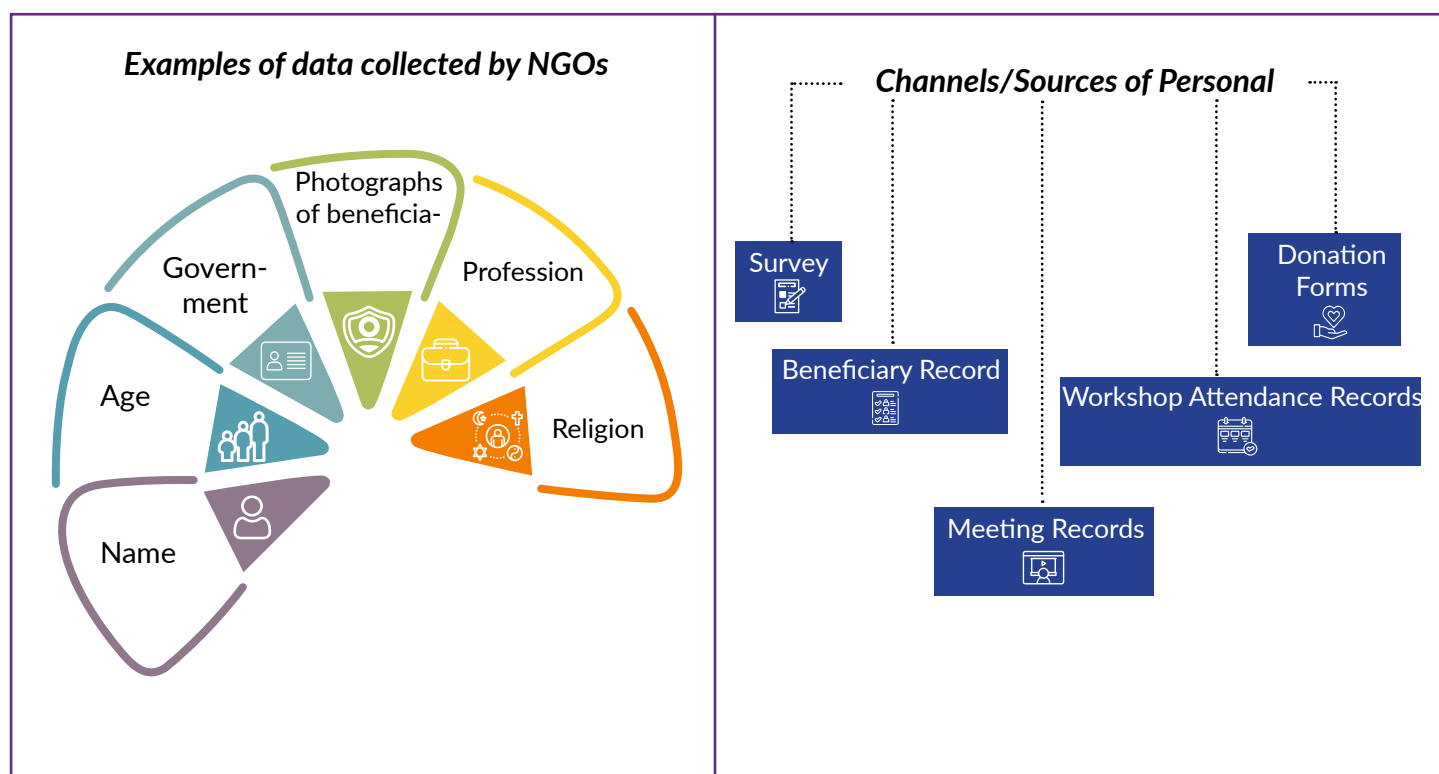 Examples of data collected by NGOs
Photographs
of beneficia-
Govern-
ment
Profession
Age
Religion
Name
Channels/Sources of Personal
Survey
Donation
Forms
Beneficiary Record
Workshop Attendance Records
Meeting Records